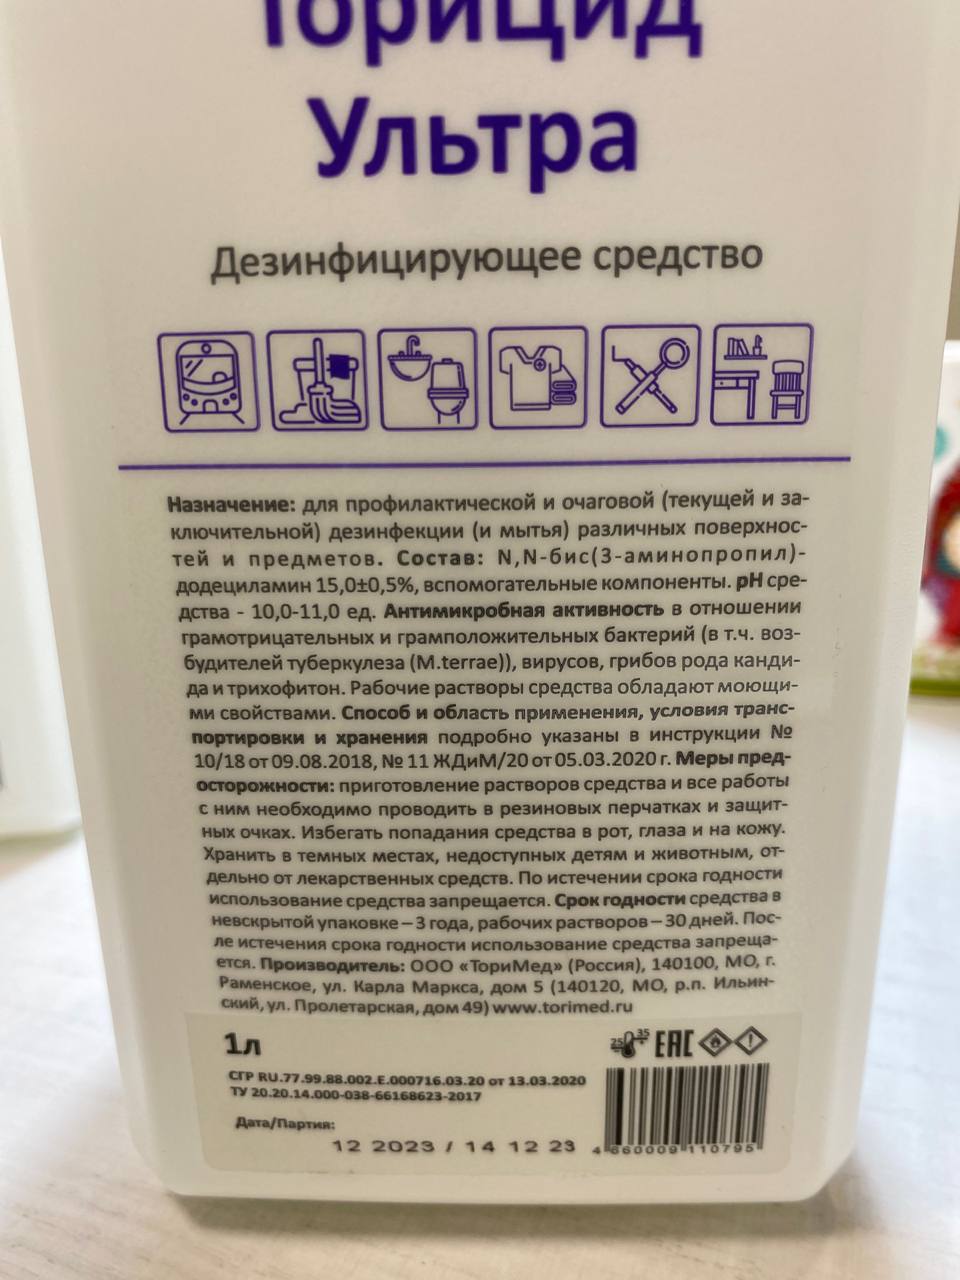 Торицид
Ультра
Дезинфицирующее средство
Назначение: для профилактической и очаговой (текущей и за-
ключительной) дезинфекции (и мытья) различных поверхнос-
тей и предметов. Состав: N,N-бис(3-аминопропил)-
додециламин 15,0±0,5%, вспомогательные компоненты. pH сре-
дства - 10,0-11,0 ед. Антимикробная активность в отношении
грамотрицательных и грамположительных бактерий (в т.ч. воз-
будителей туберкулеза (M.terrae)), вирусов, грибов рода канди-
да и трихофитон. Рабочие растворы средства обладают моющи-
ми свойствами. Способ и область применения, условия транс-
портировки и хранения подробно указаны в инструкции №
10/18 от 09.08.2018, № 11 ЖДиМ/20 от 05.03.2020 г. Меры пред-
осторожности: приготовление растворов средства и все работы
с ним необходимо проводить в резиновых перчатках и защит-
ных очках. Избегать попадания средства в рот, глаза и на кожу.
Хранить в темных местах, недоступных детям и животным, от-
дельно от лекарственных средств. По истечении срока годности
использование средства запрещается. Срок годности средства в
невскрытой упаковке – 3 года, рабочих растворов – 30 дней. Пос-
ле истечения срока годности использование средства запреща-
ется. Производитель: ООО «ТориМед» (Россия), 140100, МО, г.
Раменское, ул. Карла Маркса, дом 5 (140120, МО, р.п. Ильин-
ский, ул. Пролетарская, дом 49) www.torimed.ru
1л
25 35 EAC
СГР RU.77.99.88.002.E.000716.03.20 от 13.03.2020
ТУ 20.20.14.000-038-66168623-2017
Дата/Партия:
12 2023 / 14 12 23
4 660009 110795